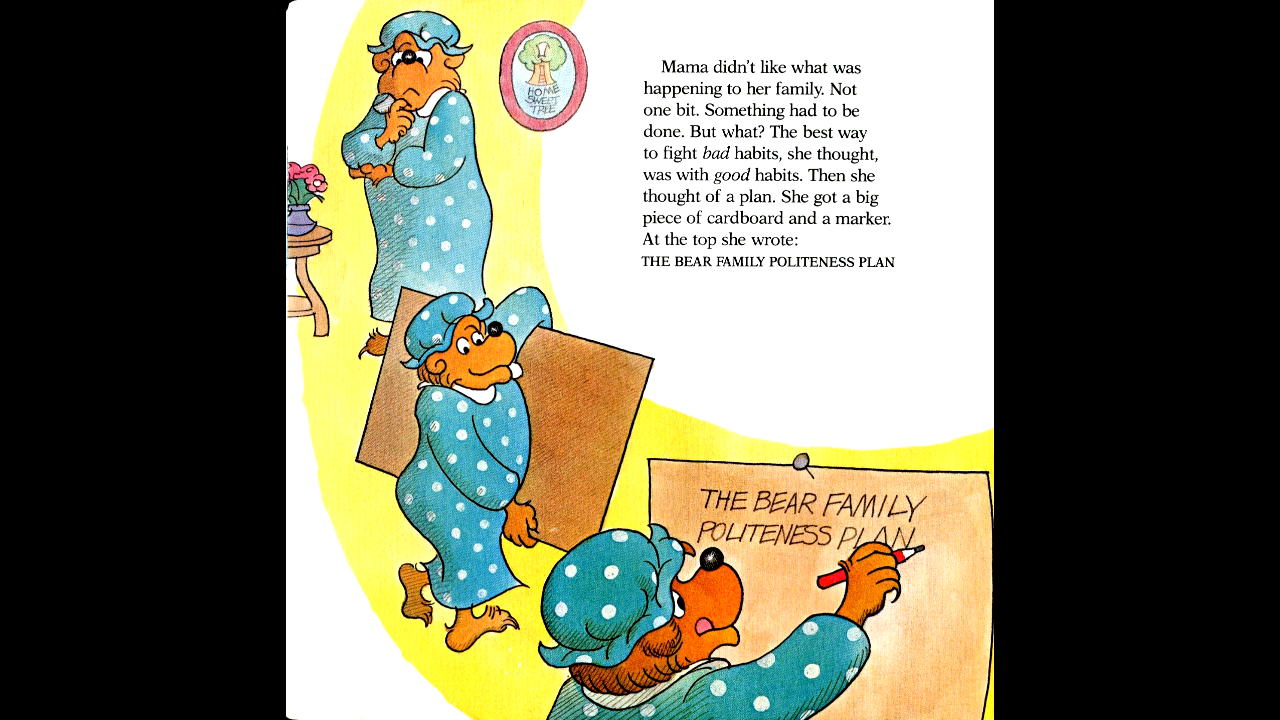 HOME
SWEET
TREE
Mama didn't like what was
happening to her family. Not
one bit. Something had to be
done. But what? The best way
to fight bad habits, she thought,
was with good habits. Then she
thought of a plan. She got a big
piece of cardboard and a marker.
At the top she wrote:
THE BEAR FAMILY POLITENESS PLAN
THE BEAR FAMILY
POLITENESS PLAN